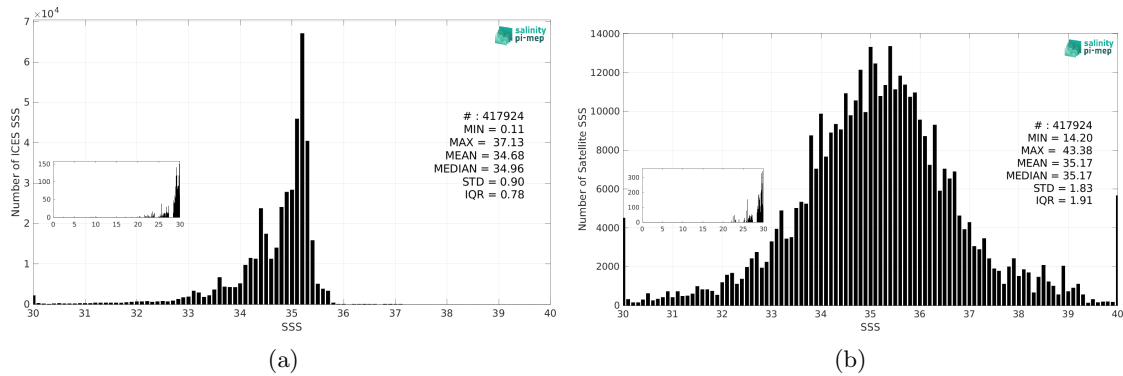 7 ×10⁴
6
5
4
3
2
1
0
Number of ICES SSS
salinity
pi-mep
# : 417924
MIN = 0.11
MAX = 37.13
MEAN = 34.68
MEDIAN = 34.96
STD = 0.90
IQR = 0.78
150
100
50
0
0 5 10 15 20 25 30
30 31 32 33 34 35 36 37 38 39 40
SSS
(a)
14000
12000
10000
8000
6000
4000
2000
0
Number of Satellite SSS
salinity
pi-mep
# : 417924
MIN = 14.20
MAX = 43.38
MEAN = 35.17
MEDIAN = 35.17
STD = 1.83
IQR = 1.91
300
200
100
0
0 5 10 15 20 25 30
30 31 32 33 34 35 36 37 38 39 40
SSS
(b)